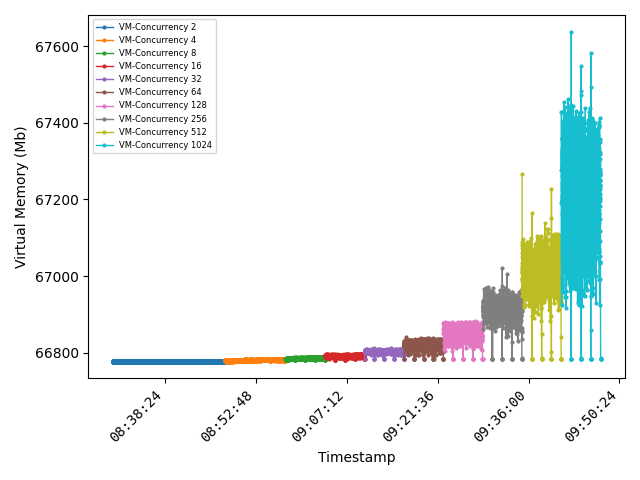 67600
67400
67200
67000
66800
Virtual Memory (Mb)
VM-Concurrency 2
VM-Concurrency 4
VM-Concurrency 8
VM-Concurrency 16
VM-Concurrency 32
VM-Concurrency 64
VM-Concurrency 128
VM-Concurrency 256
VM-Concurrency 512
VM-Concurrency 1024
08:38:24
08:52:48
09:07:12
09:21:36
09:36:00
09:50:24
Timestamp